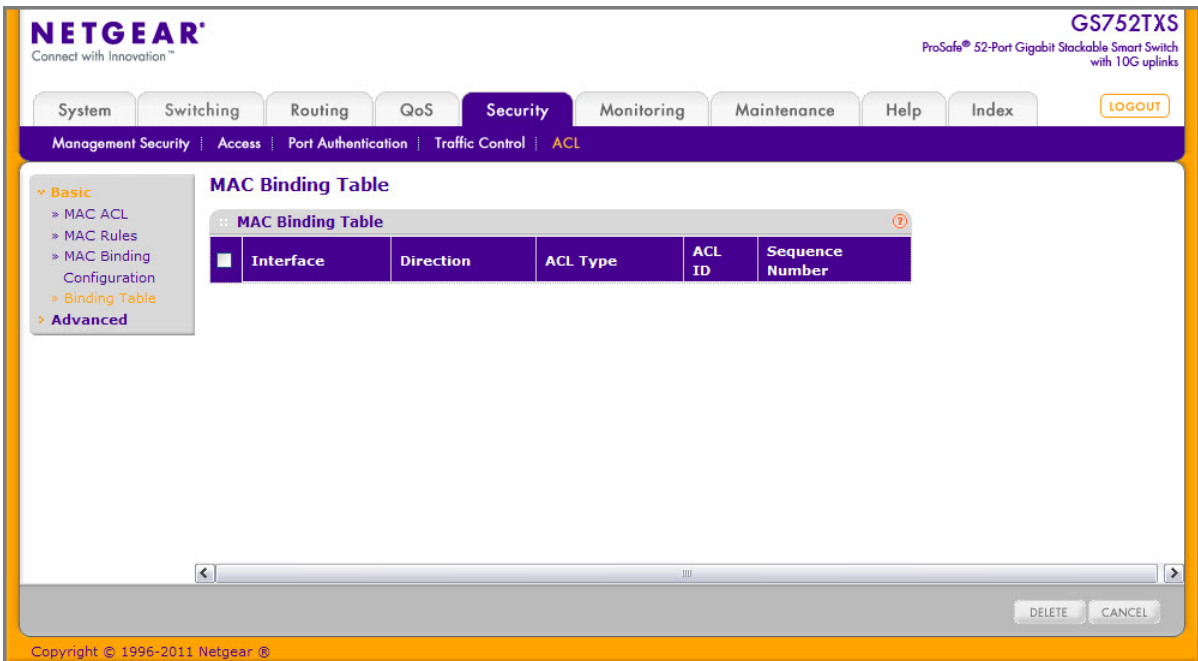 NETGEAR®
Connect with Innovation™
GS752TXS
ProSafe® 52-Port Gigabit Stackable Smart Switch
with 10G uplinks
System Switching Routing QoS Security Monitoring Maintenance Help Index LOGOUT
Management Security Access Port Authentication Traffic Control ACL
Basic
» MAC ACL
» MAC Rules
» MAC Binding
Configuration
» Binding Table
Advanced
MAC Binding Table
MAC Binding Table ?
Interface Direction ACL Type ACL ID Sequence Number
DELETE CANCEL
Copyright © 1996-2011 Netgear ®